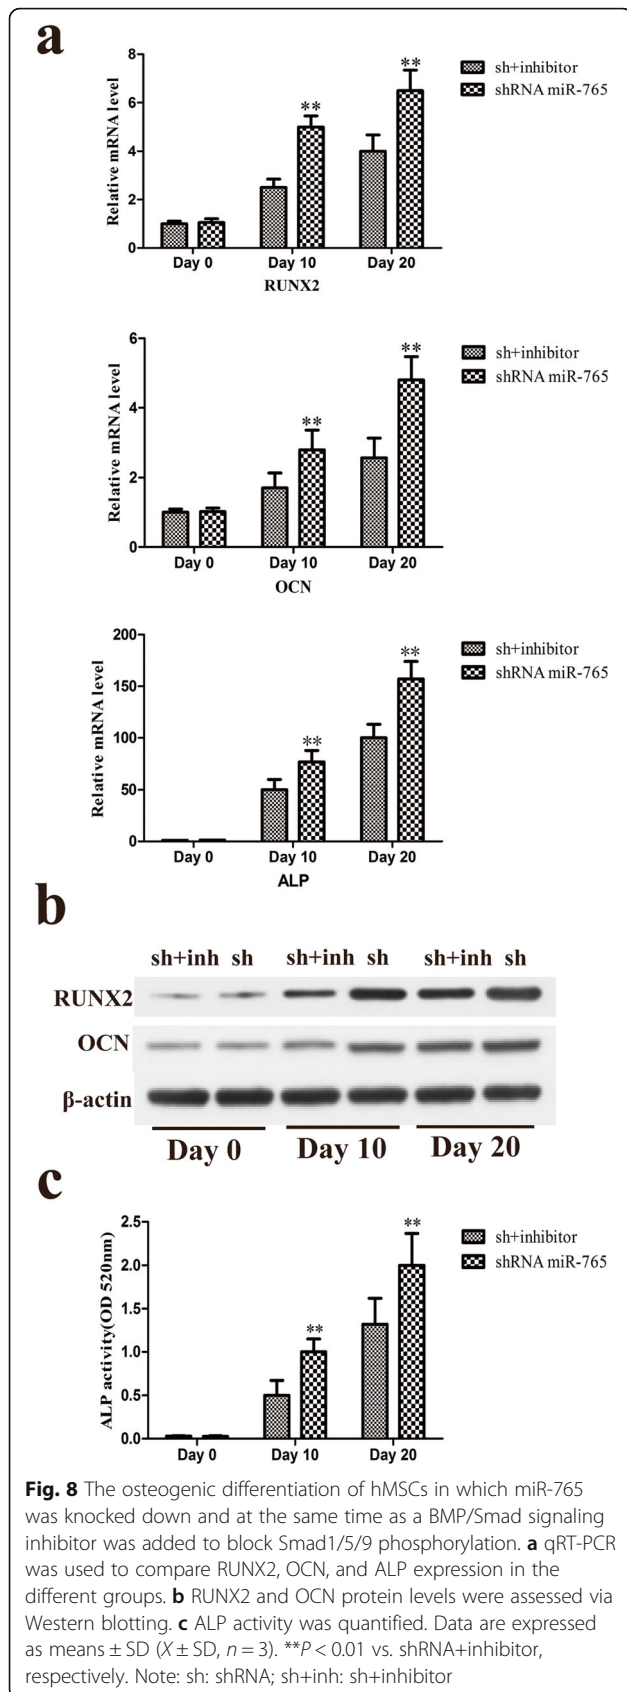 a
8
6
4
2
0
Relative mRNA level
**
**
sh+inhibitor
shRNA miR-765
Day 0 Day 10 Day 20
RUNX2
6
4
2
0
Relative mRNA level
**
**
sh+inhibitor
shRNA miR-765
Day 0 Day 10 Day 20
OCN
200
150
100
50
0
Relative mRNA level
**
**
sh+inhibitor
shRNA miR-765
Day 0 Day 10 Day 20
ALP
b
sh+inh sh sh+inh sh sh+inh sh
RUNX2
OCN
β-actin
Day 0 Day 10 Day 20
c
2.5
2.0
1.5
1.0
0.5
0.0
ALP activity(OD 520nm)
**
**
sh+inhibitor
shRNA miR-765
Day 0 Day 10 Day 20
Fig. 8 The osteogenic differentiation of hMSCs in which miR-765
was knocked down and at the same time as a BMP/Smad signaling
inhibitor was added to block Smad1/5/9 phosphorylation. a qRT-PCR
was used to compare RUNX2, OCN, and ALP expression in the
different groups. b RUNX2 and OCN protein levels were assessed via
Western blotting. c ALP activity was quantified. Data are expressed
as means ± SD (X ± SD, n = 3). **P < 0.01 vs. shRNA+inhibitor,
respectively. Note: sh: shRNA; sh+inh: sh+inhibitor